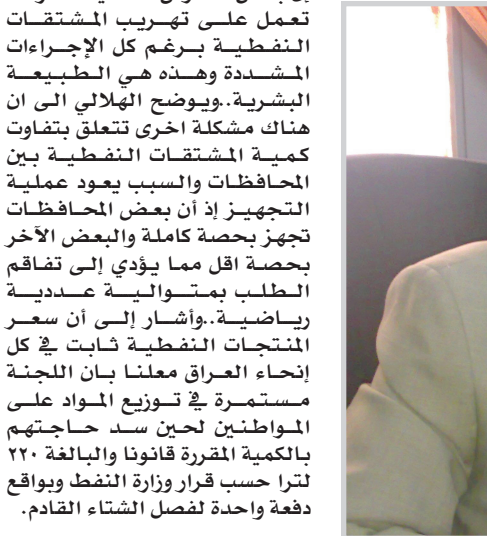 تعمل على تهريب المشتقات
النفطية برغم كل الإجراءات
المشددة وهذه هي الطبيعة
البشرية..ويوضح الهلالي الى ان
هناك مشكلة اخرى تتعلق بتفاوت
كمية المشتقات النفطية بين
المحافظات والسبب يعود عملية
التجهيز إذ أن بعض المحافظات
تجهز بحصة كاملة والبعض الآخر
بحصة اقل مما يؤدي إلى تفاقم
الطلب بمتوالية عددية
رياضية..وأشار إلى أن سعر
المنتجات النفطية ثابت في كل
إنحاء العراق معلنا بان اللجنة
مستمرة في توزيع المواد على
المواطنين لحين سد حاجتهم
بالكمية المقررة قانونا والبالغة ٢٢٠
لترا حسب قرار وزارة النفط وبواقع
دفعة واحدة لفصل الشتاء القادم.